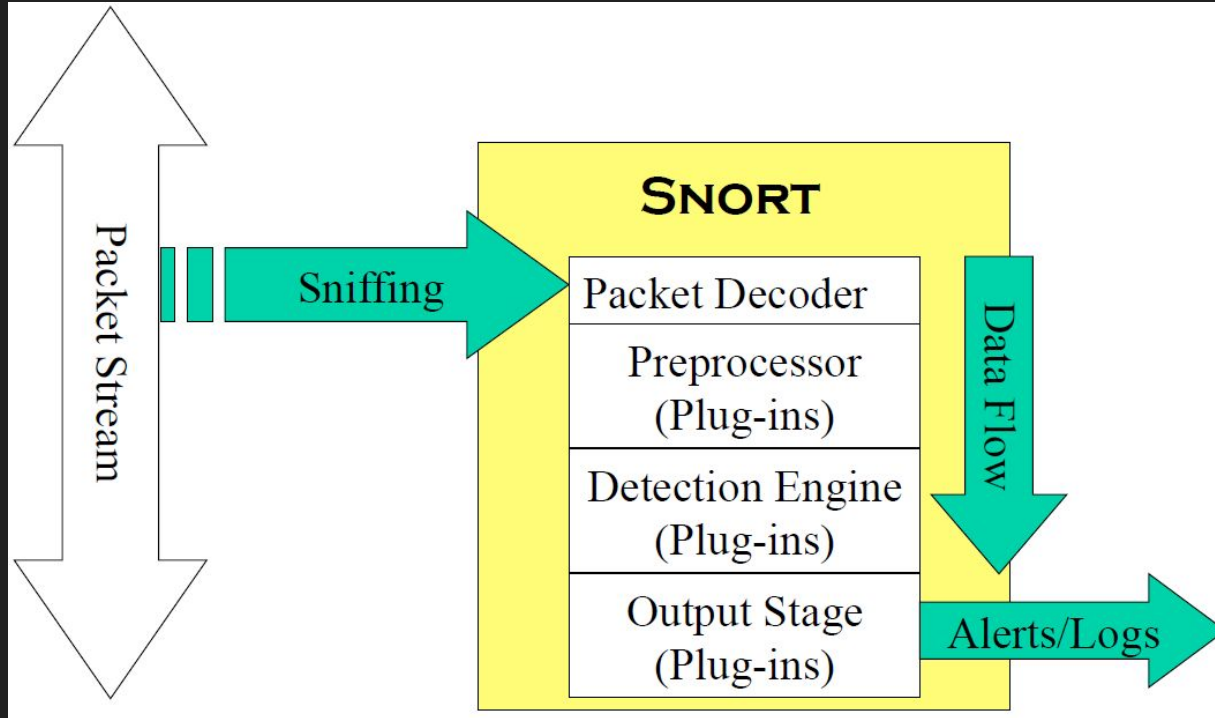 Packet Stream
Sniffing
SNORT
Packet Decoder
Preprocessor
(Plug-ins)
Detection Engine
(Plug-ins)
Output Stage
(Plug-ins)
Data Flow
Alerts/Logs